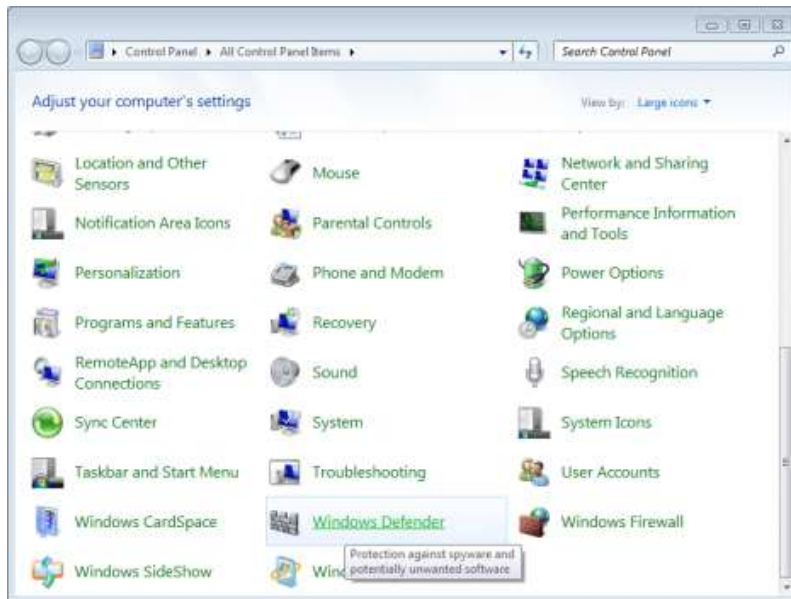 Control Panel ▸ All Control Panel Items ▸
Search Control Panel
Adjust your computer's settings
View by: Large icons
Location and Other
Sensors
Mouse
Network and Sharing
Center
Notification Area Icons
Parental Controls
Performance Information
and Tools
Personalization
Phone and Modem
Power Options
Programs and Features
Recovery
Regional and Language
Options
RemoteApp and Desktop
Connections
Sound
Speech Recognition
Sync Center
System
System Icons
Taskbar and Start Menu
Troubleshooting
User Accounts
Windows CardSpace
Windows Defender
Windows Firewall
Protection against spyware and
potentially unwanted software
Windows SideShow